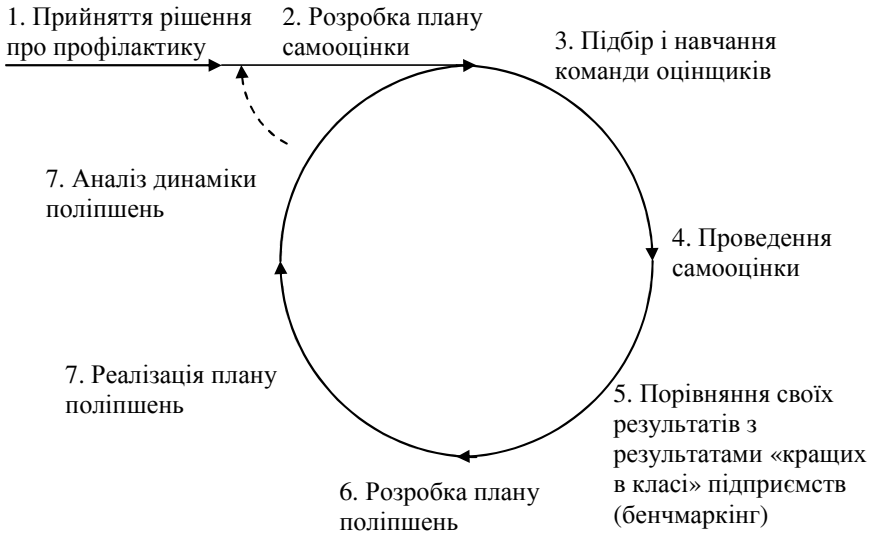 1. Прийняття рішення
про профілактику
2. Розробка плану
самооцінки
3. Підбір і навчання
команди оцінщиків
4. Проведення
самооцінки
5. Порівняння своїх
результатів з
результатами «кращих
в класі» підприємств
(бенчмаркінг)
6. Розробка плану
поліпшень
7. Реалізація плану
поліпшень
7. Аналіз динаміки
поліпшень